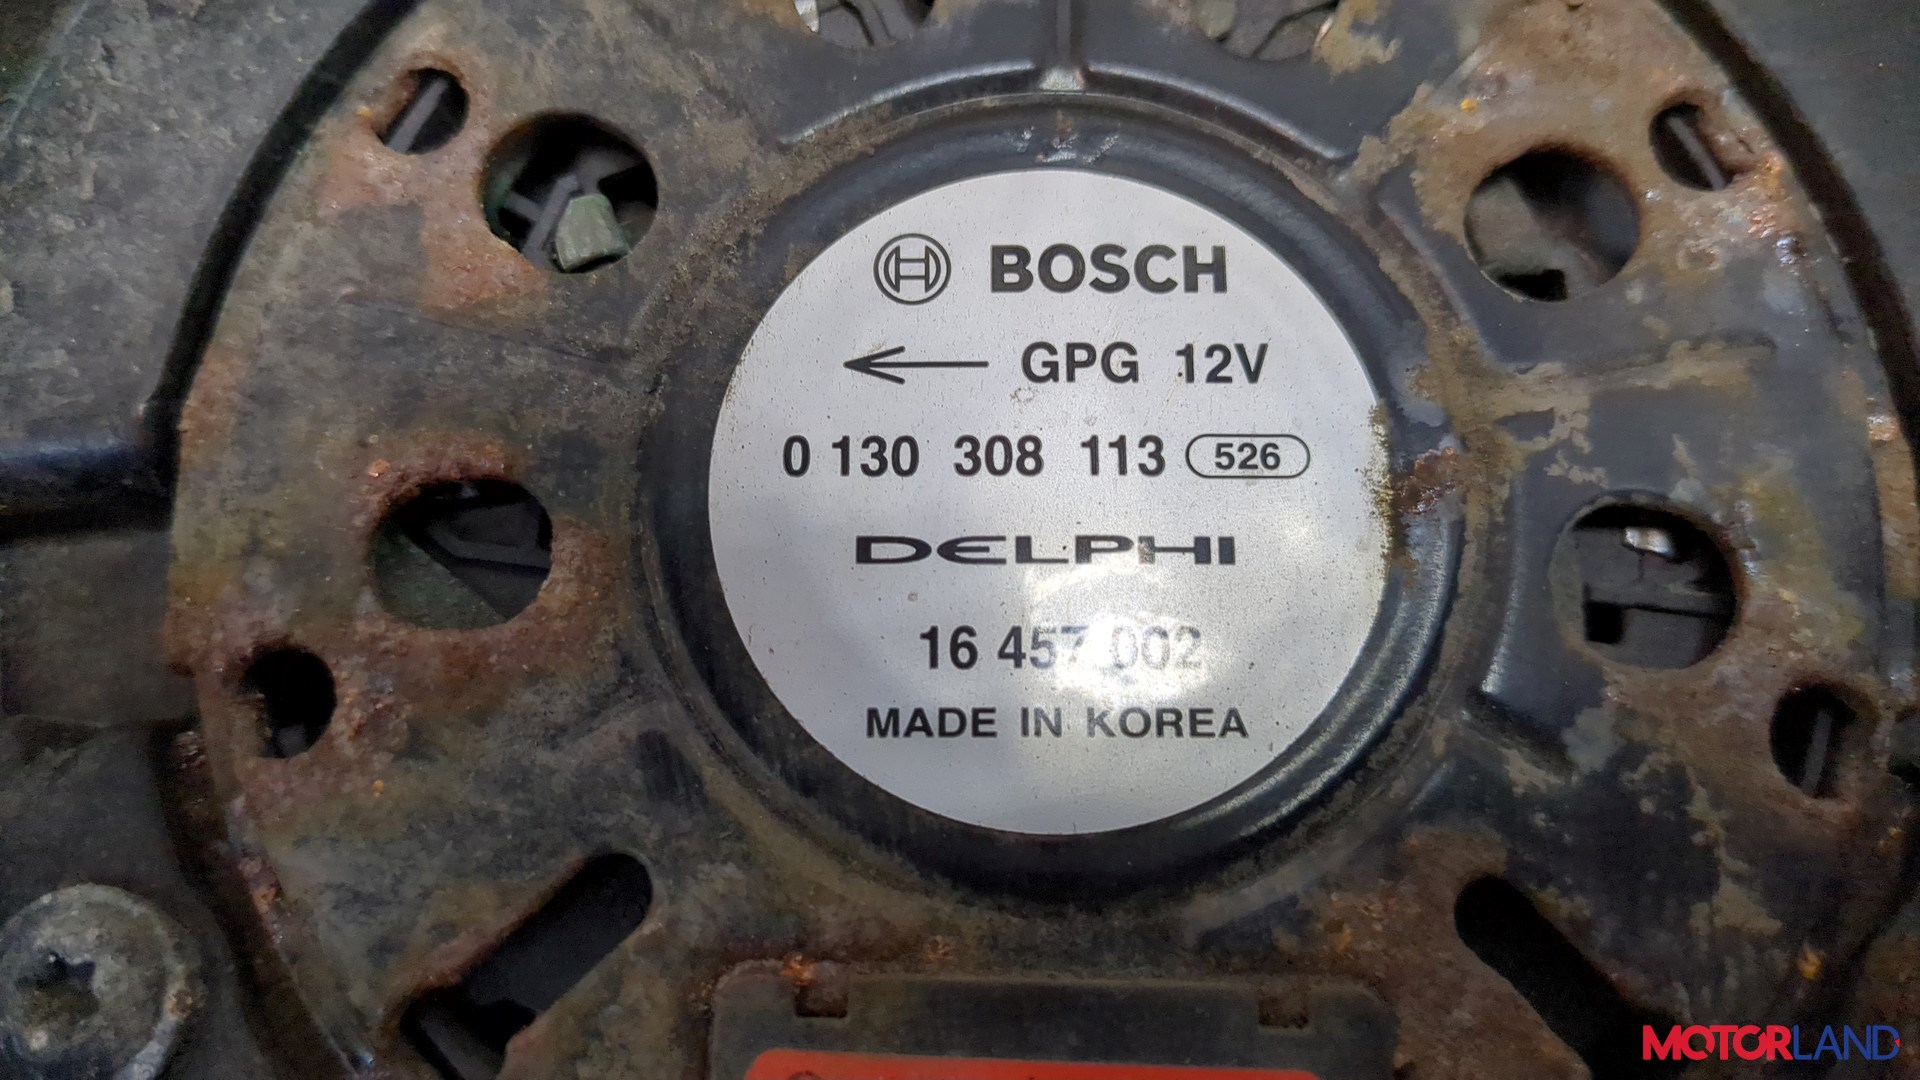 BOSCH
← GPG 12V
0 130 308 113 526
DELPHI
16 457 002
MADE IN KOREA
MOTORLAND